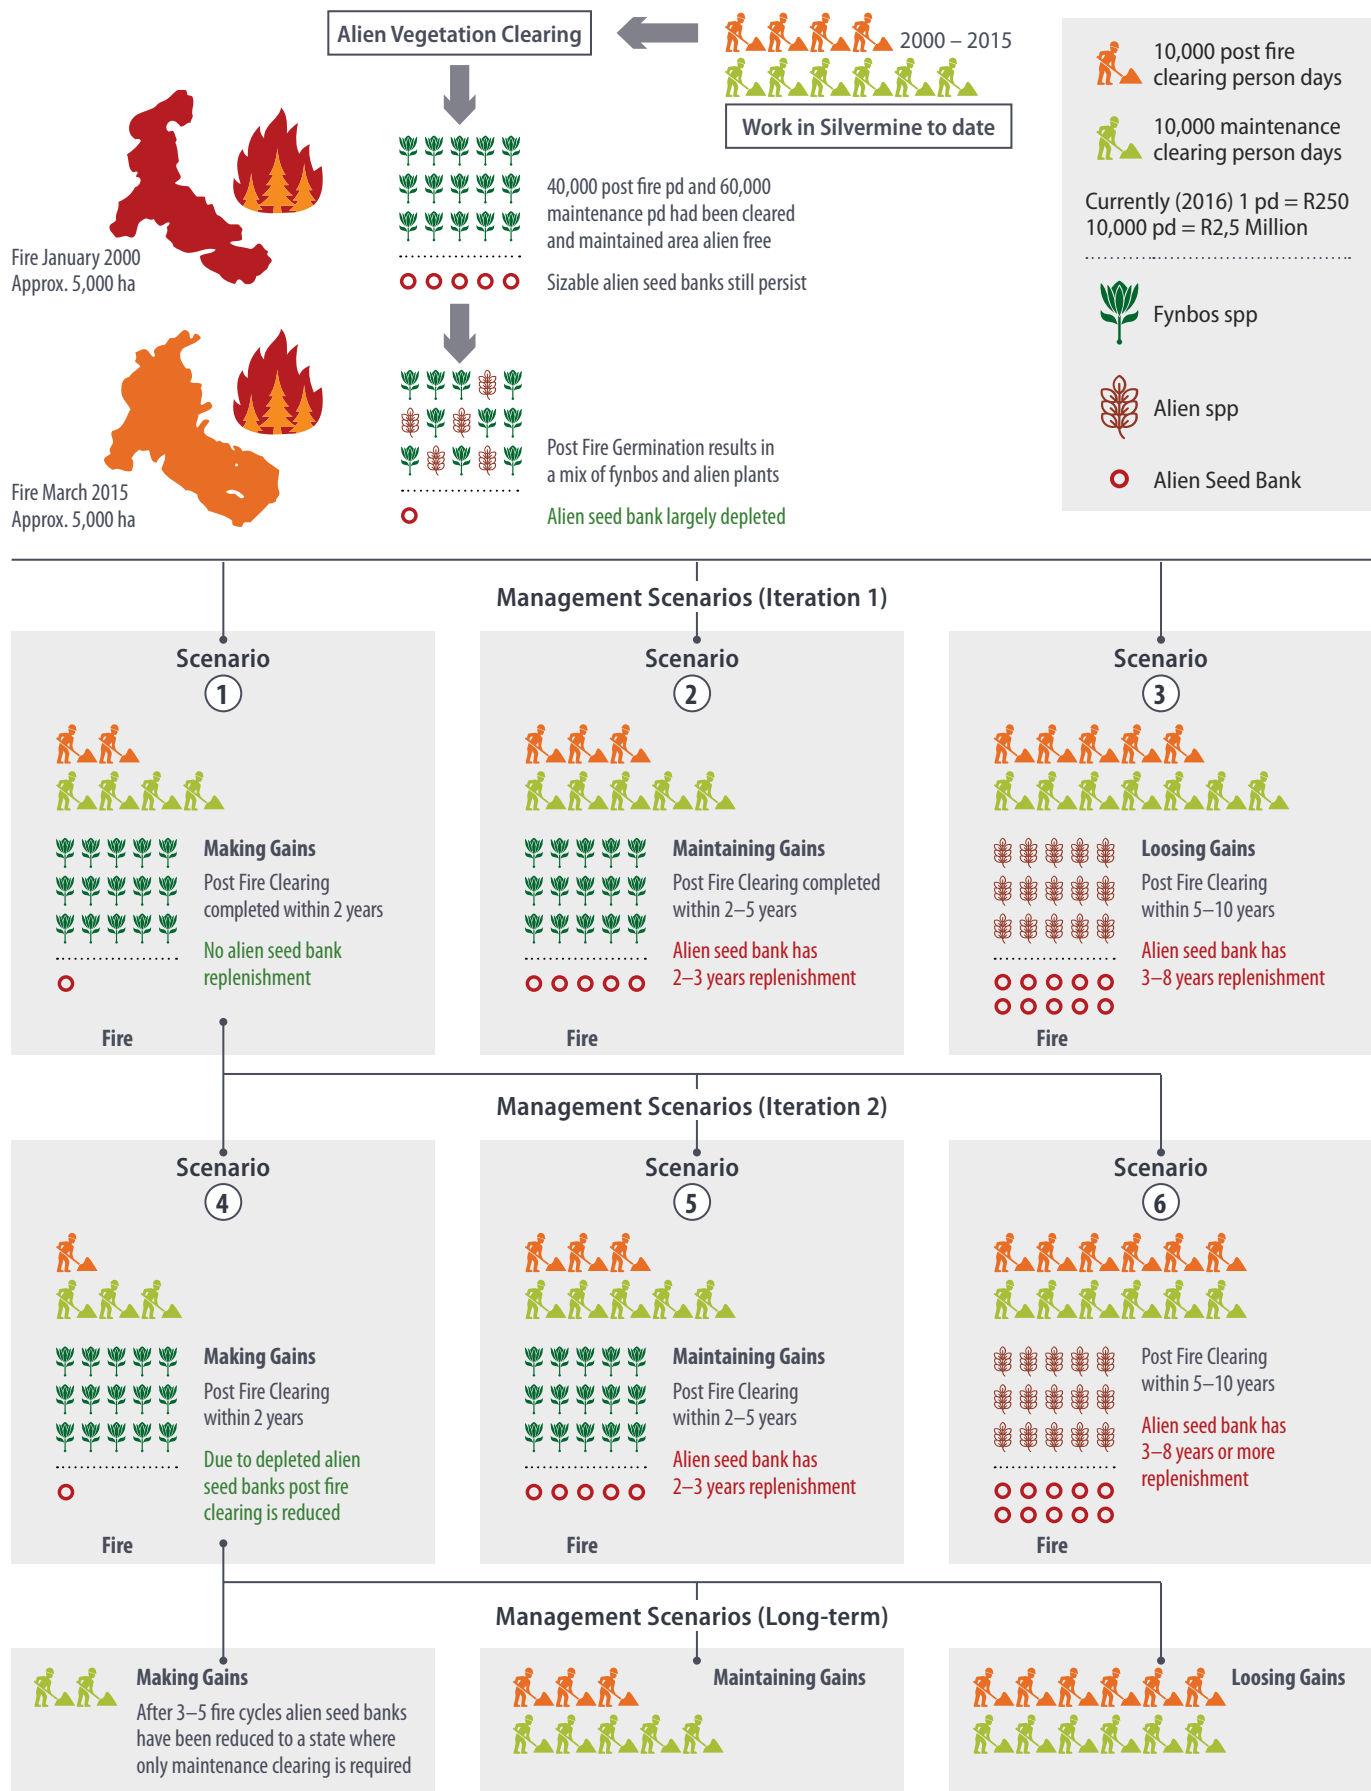 Alien Vegetation Clearing
2000 – 2015
Work in Silvermine to date
10,000 post fire
clearing person days
10,000 maintenance
clearing person days
Currently (2016) 1 pd = R250
10,000 pd = R2,5 Million
Fynbos spp
Alien spp
Alien Seed Bank
Fire January 2000
Approx. 5,000 ha
40,000 post fire pd and 60,000
maintenance pd had been cleared
and maintained area alien free
Sizable alien seed banks still persist
Fire March 2015
Approx. 5,000 ha
Post Fire Germination results in
a mix of fynbos and alien plants
Alien seed bank largely depleted
Management Scenarios (Iteration 1)
Scenario
1
Making Gains
Post Fire Clearing
completed within 2 years
No alien seed bank
replenishment
Fire
Scenario
2
Maintaining Gains
Post Fire Clearing completed
within 2–5 years
Alien seed bank has
2–3 years replenishment
Fire
Scenario
3
Loosing Gains
Post Fire Clearing
within 5–10 years
Alien seed bank has
3–8 years replenishment
Fire
Management Scenarios (Iteration 2)
Scenario
4
Making Gains
Post Fire Clearing
within 2 years
Due to depleted alien
seed banks post fire
clearing is reduced
Fire
Scenario
5
Maintaining Gains
Post Fire Clearing
within 2–5 years
Alien seed bank has
2–3 years replenishment
Fire
Scenario
6
Post Fire Clearing
within 5–10 years
Alien seed bank has
3–8 years or more
replenishment
Fire
Management Scenarios (Long-term)
Making Gains
After 3–5 fire cycles alien seed banks
have been reduced to a state where
only maintenance clearing is required
Maintaining Gains
Loosing Gains